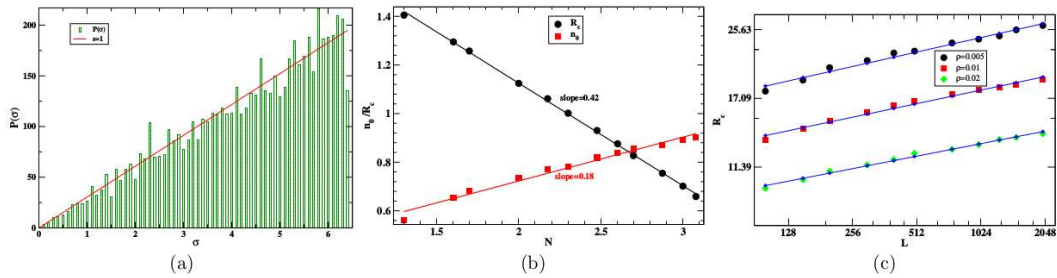 200
150
100
50
0
P(σ)
P(σ)
n=1
0
1
2
3
4
5
6
σ
(a)
1.4
1.2
1
0.8
0.6
n₀/R_c
R_c
n₀
slope=0.42
slope=0.18
1.5
2
2.5
3
N
(b)
25.63
17.09
11.39
R_c
ρ=0.005
ρ=0.01
ρ=0.02
128
256
512
1024
2048
L
(c)